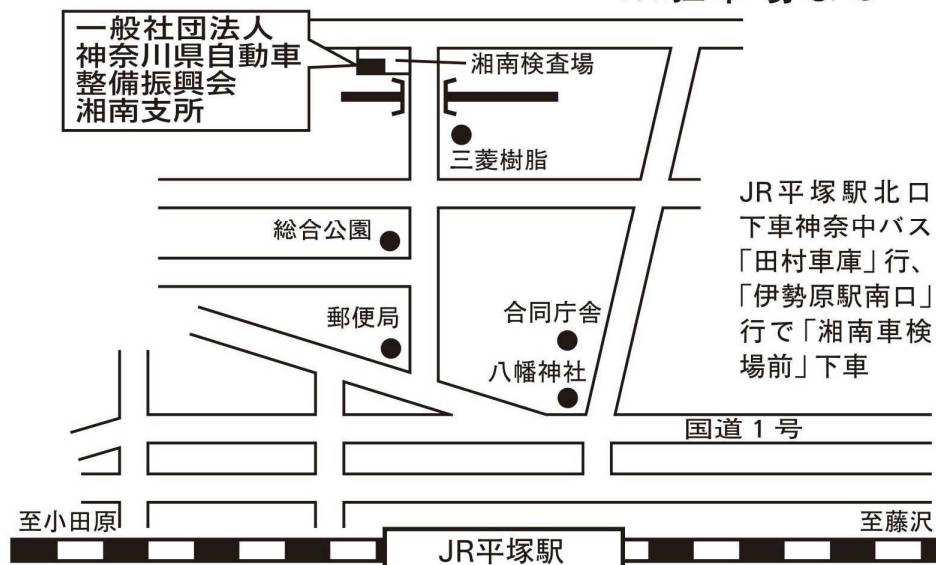 一般社団法人
神奈川県自動車
整備振興会
湘南支所
湘南検査場
三菱樹脂
総合公園
JR平塚駅北口
下車神奈中バス
「田村車庫」行、
「伊勢原駅南口」
行で「湘南車検
場前」下車
郵便局
合同庁舎
八幡神社
国道1号
至小田原
至藤沢
JR平塚駅